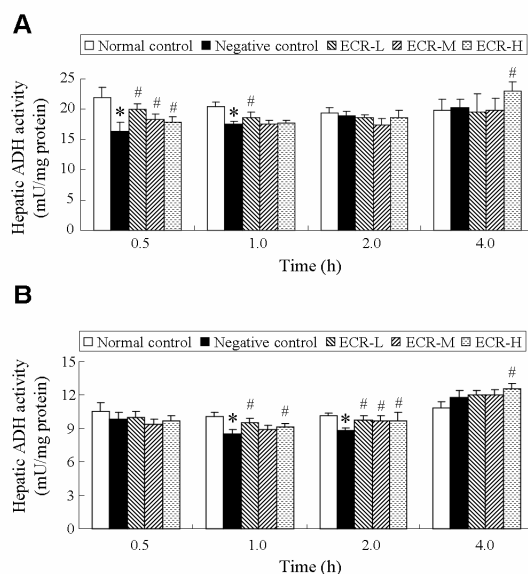 A
Normal control Negative control ECR-L ECR-M ECR-H
Hepatic ADH activity
(mU/mg protein)
25
20
15
10
5
0
# # #
*
* #
#
0.5 1.0 2.0 4.0
Time (h)
B
Normal control Negative control ECR-L ECR-M ECR-H
Hepatic ADH activity
(mU/mg protein)
15
12
9
6
3
0
* # #
* # # #
#
0.5 1.0 2.0 4.0
Time (h)